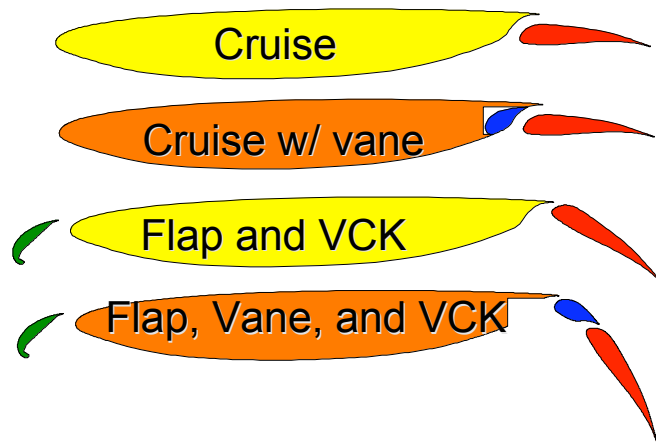 Cruise
Cruise w/ vane
Flap and VCK
Flap, Vane, and VCK